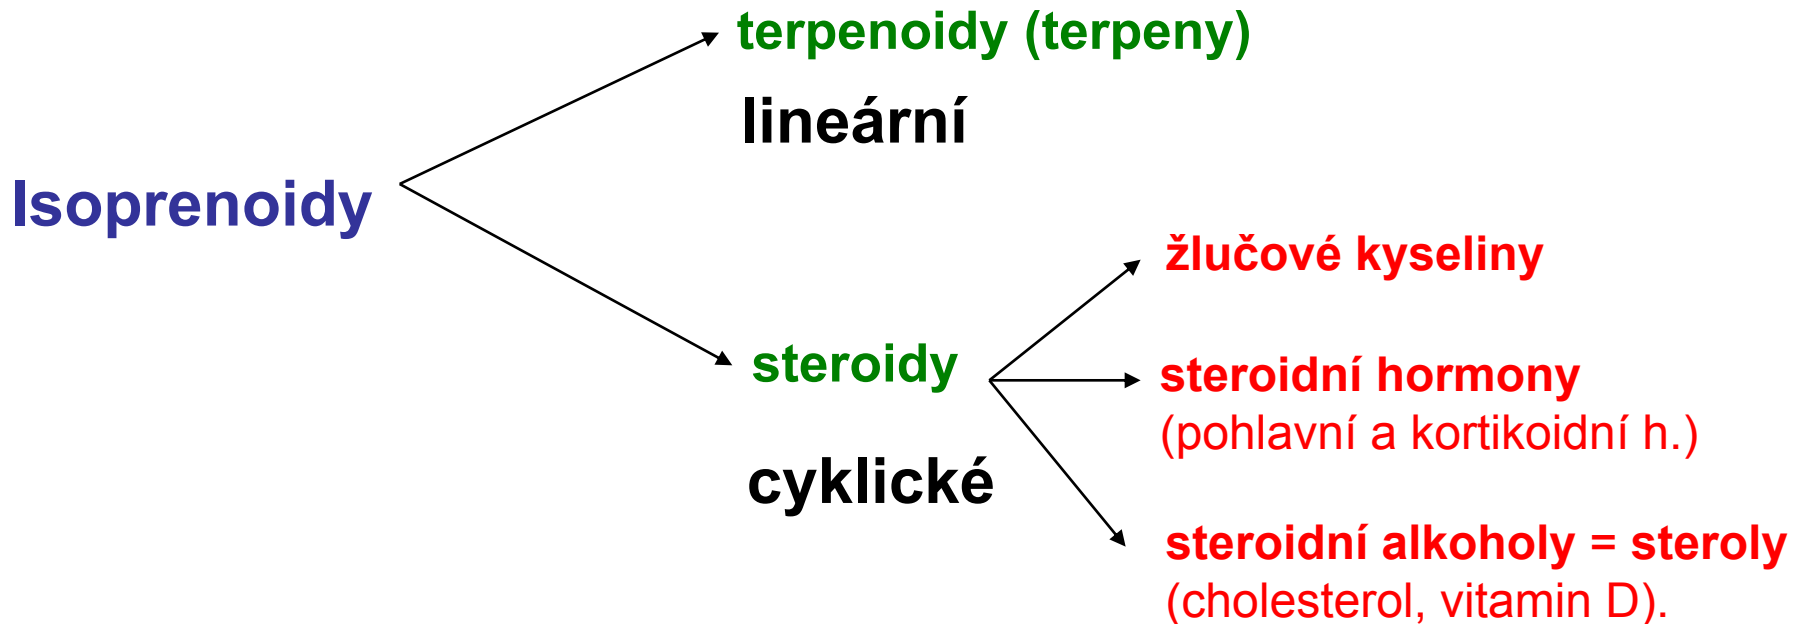 terpenoidy (terpeny)
lineární
Isoprenoidy
žlučové kyseliny
steroidy
steroidní hormony
(pohlavní a kortikoidní h.)
cyklické
steroidní alkoholy = steroly
(cholesterol, vitamin D).